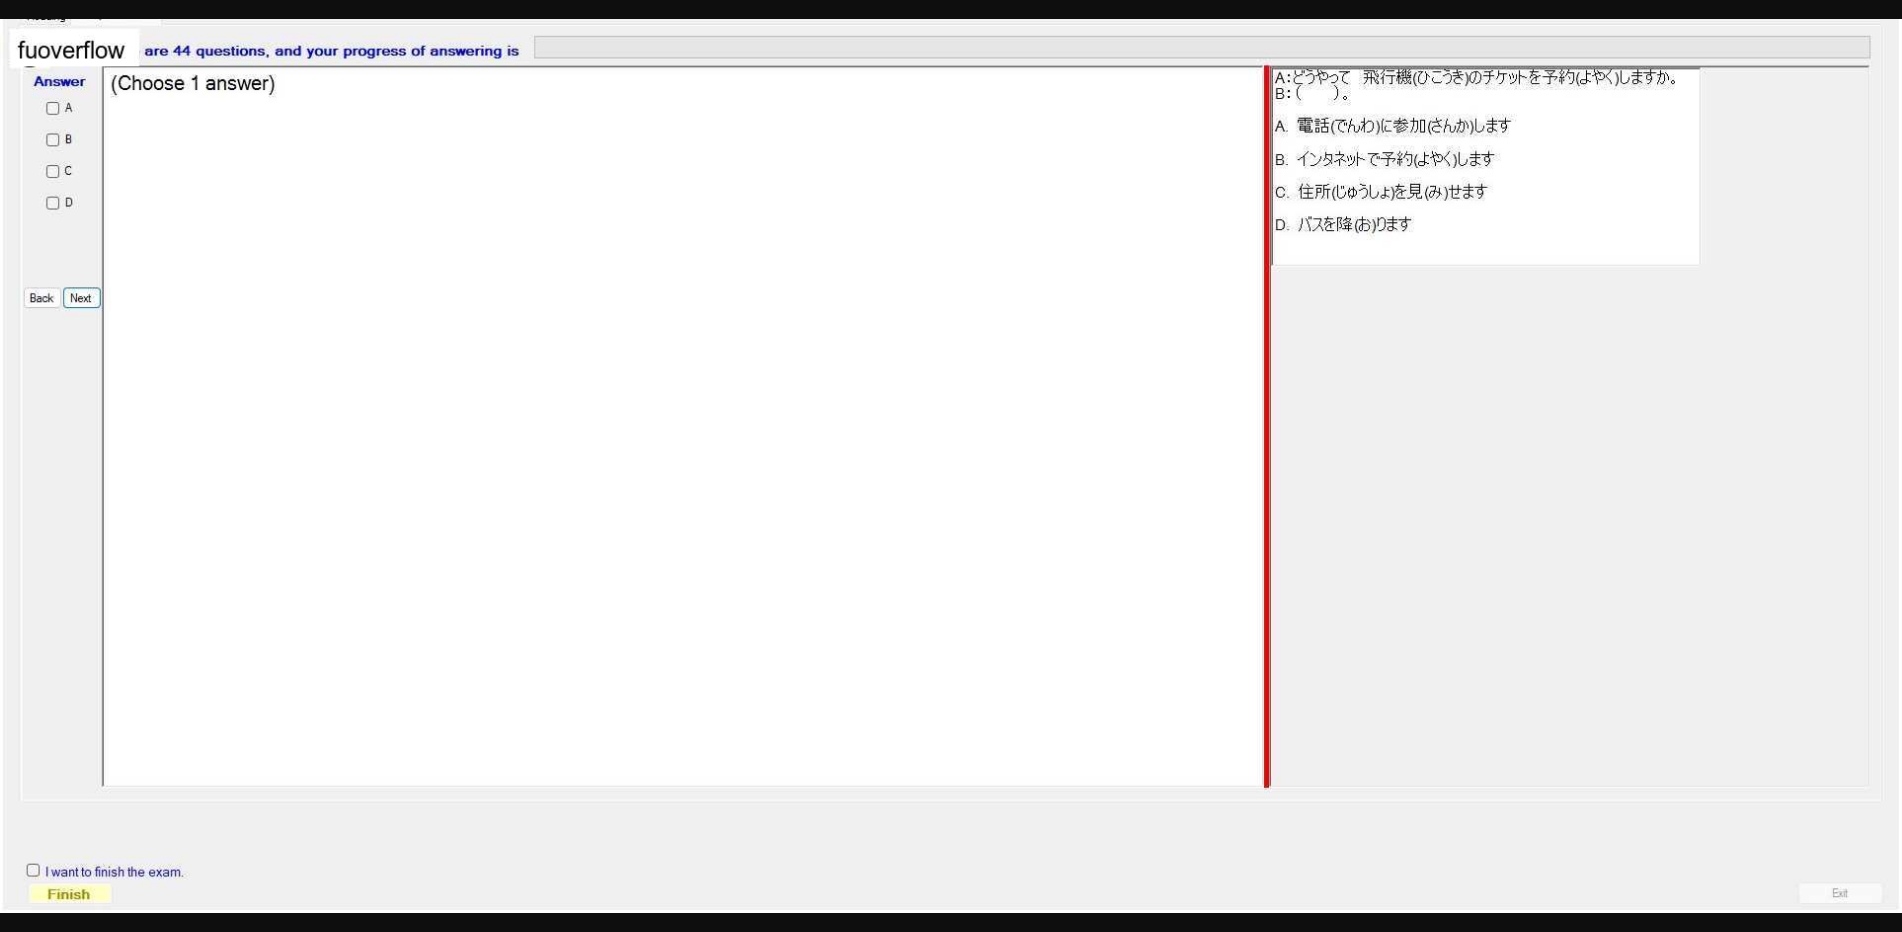 fuoverflow are 44 questions, and your progress of answering is
Answer
(Choose 1 answer)
A
B
C
D
Back Next
A:どうやって　飛行機(ひこうき)のチケットを予約(よやく)しますか。
B:(　　)。
A. 電話(でんわ)に参加(さんか)します
B. インタネットで予約(よやく)します
C. 住所(じゅうしょ)を見(み)せます
D. バスを降(お)ります
I want to finish the exam.
Finish
Exit